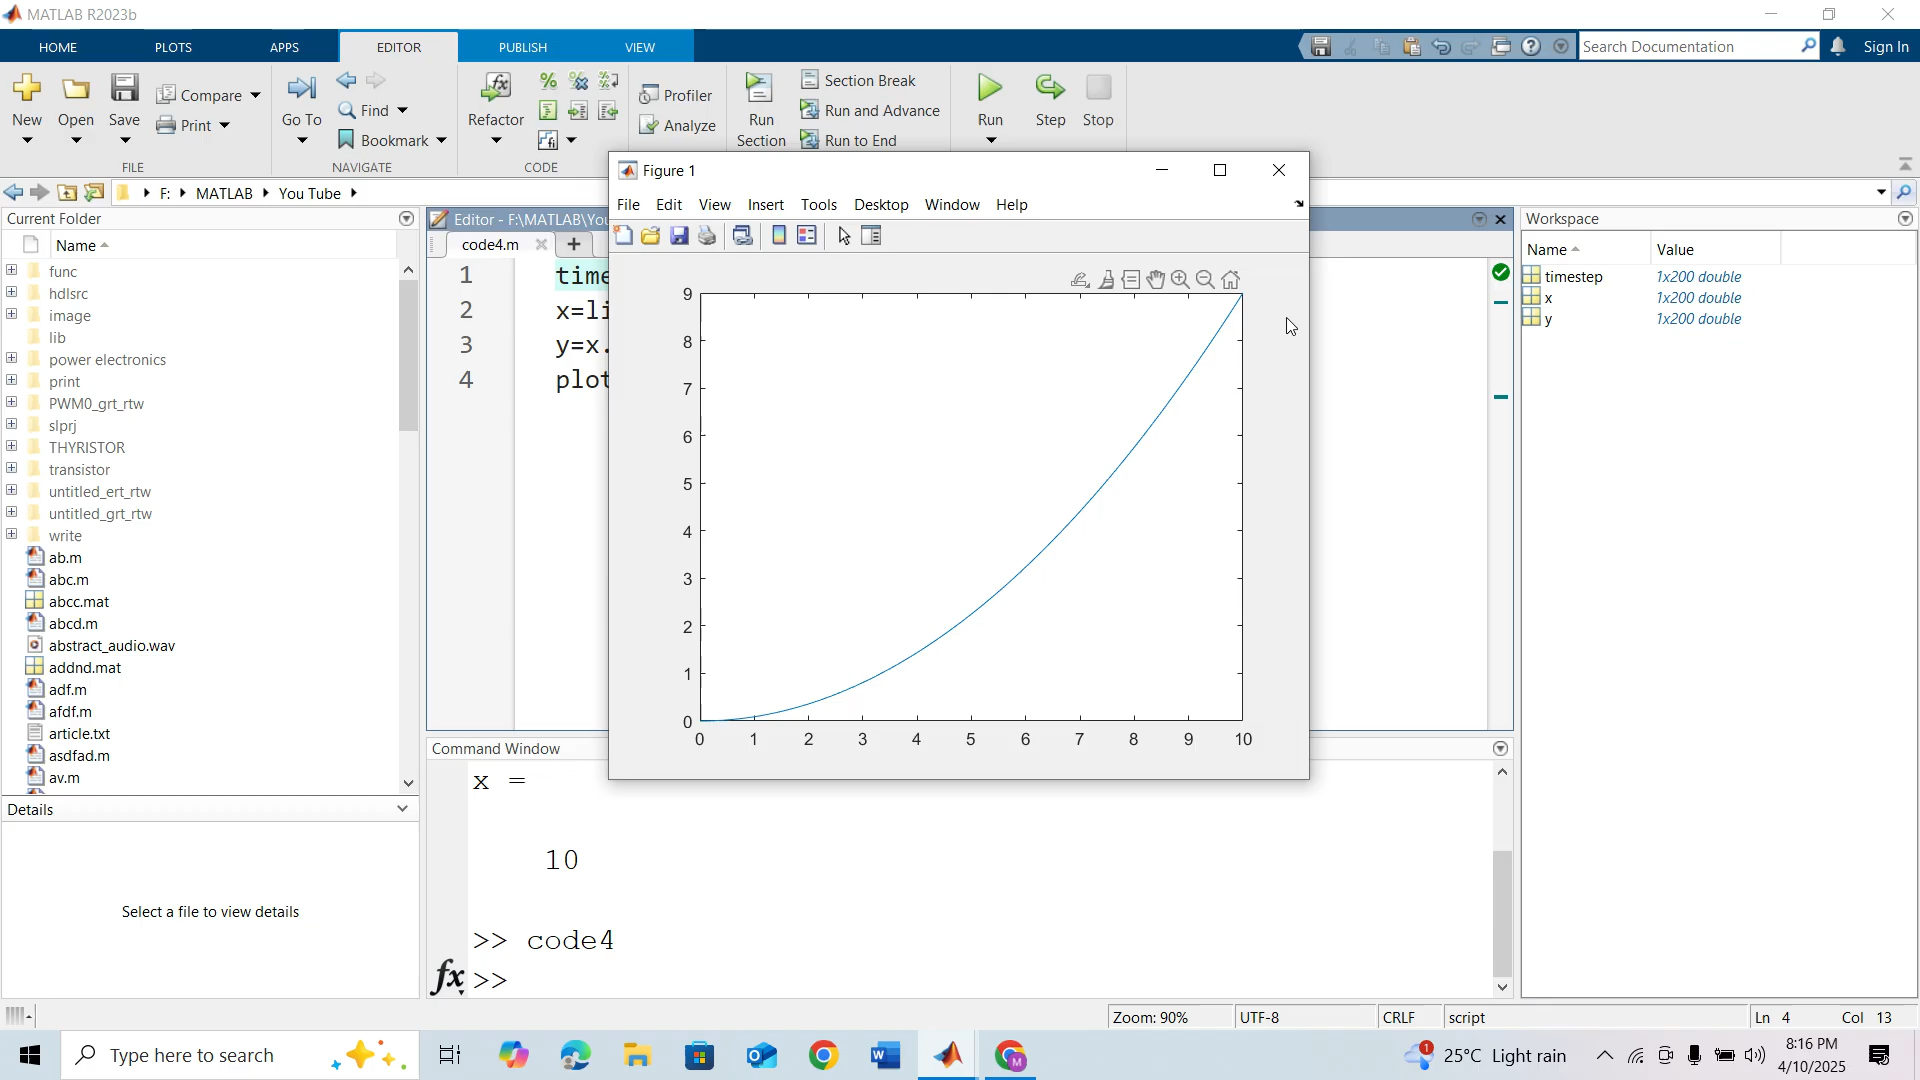 MATLAB R2023b
HOME PLOTS APPS EDITOR PUBLISH VIEW
Search Documentation
Sign In
New Open Save Compare Print
FILE
Go To Find Bookmark
NAVIGATE
Refactor
CODE
Profiler
Analyze
Run Section
Section Break
Run and Advance
Run to End
Run Step Stop
F: MATLAB You Tube
Current Folder
Name
func
hdlsrc
image
lib
power electronics
print
PWM0_grt_rtw
slprj
THYRISTOR
transistor
untitled_ert_rtw
untitled_grt_rtw
write
ab.m
abc.m
abcc.mat
abcd.m
abstract_audio.wav
addnd.mat
adf.m
afdf.m
article.txt
asdfad.m
av.m
Details
Select a file to view details
Editor - F:\MATLAB\You
code4.m
1 time
2 x=li
3 y=x.
4 plot
Figure 1
File Edit View Insert Tools Desktop Window Help
9
8
7
6
5
4
3
2
1
0
0 1 2 3 4 5 6 7 8 9 10
Command Window
x =
10
>> code4
fx >>
Workspace
Name Value
timestep 1x200 double
x 1x200 double
y 1x200 double
Zoom: 90% UTF-8 CRLF script Ln 4 Col 13
Type here to search
1
M
25°C Light rain
8:16 PM
4/10/2025